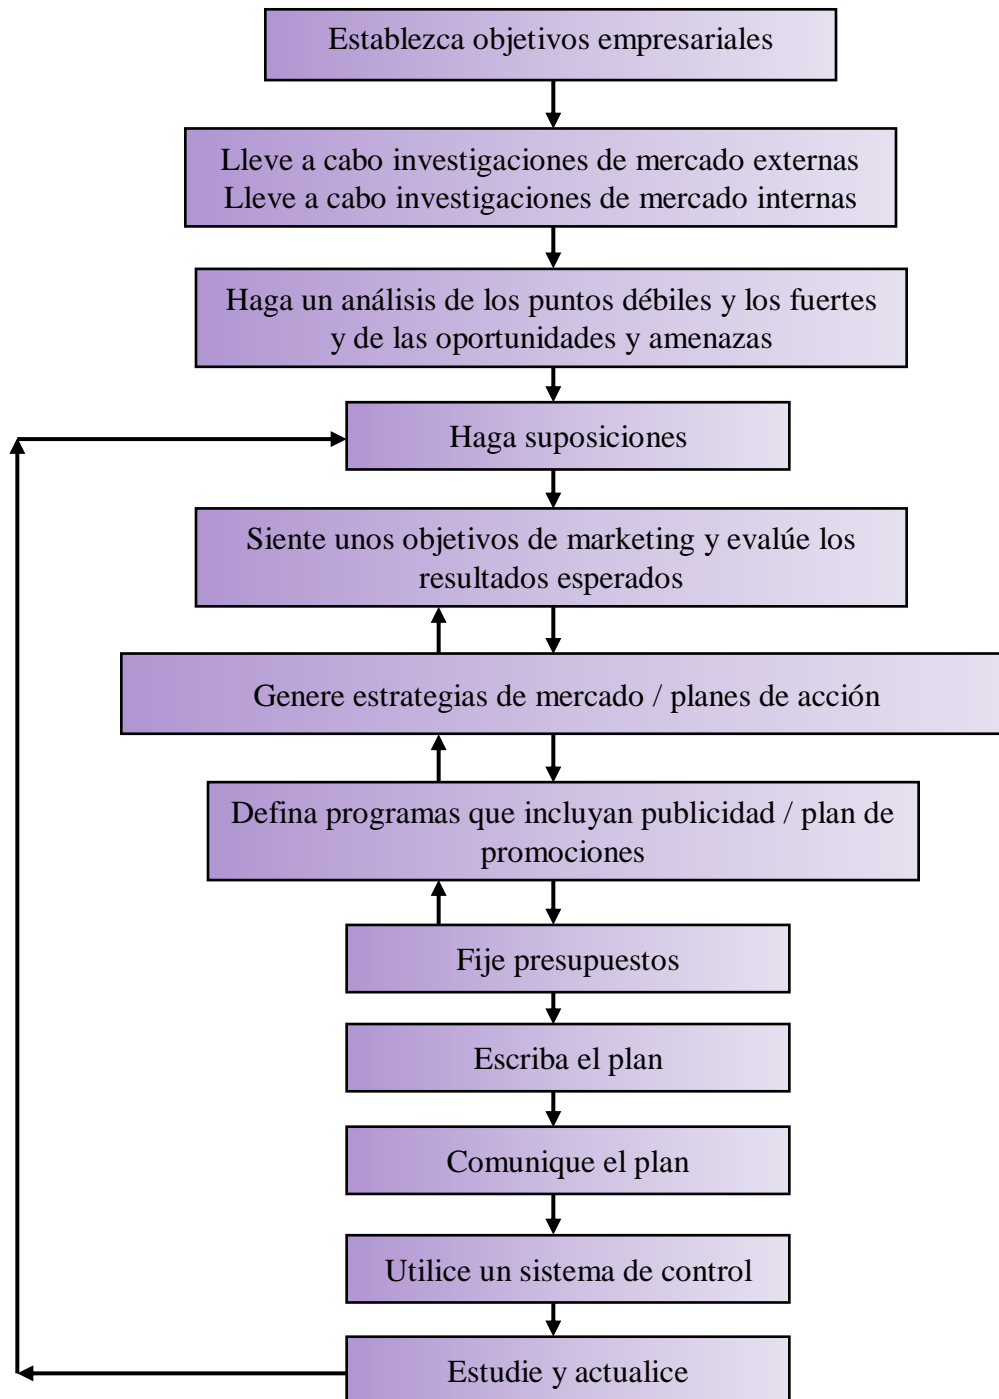 Establezca objetivos empresariales
Lleve a cabo investigaciones de mercado externas
Lleve a cabo investigaciones de mercado internas
Haga un análisis de los puntos débiles y los fuertes
y de las oportunidades y amenazas
Haga suposiciones
Siente unos objetivos de marketing y evalúe los
resultados esperados
Genere estrategias de mercado / planes de acción
Defina programas que incluyan publicidad / plan de
promociones
Fije presupuestos
Escriba el plan
Comunique el plan
Utilice un sistema de control
Estudie y actualice